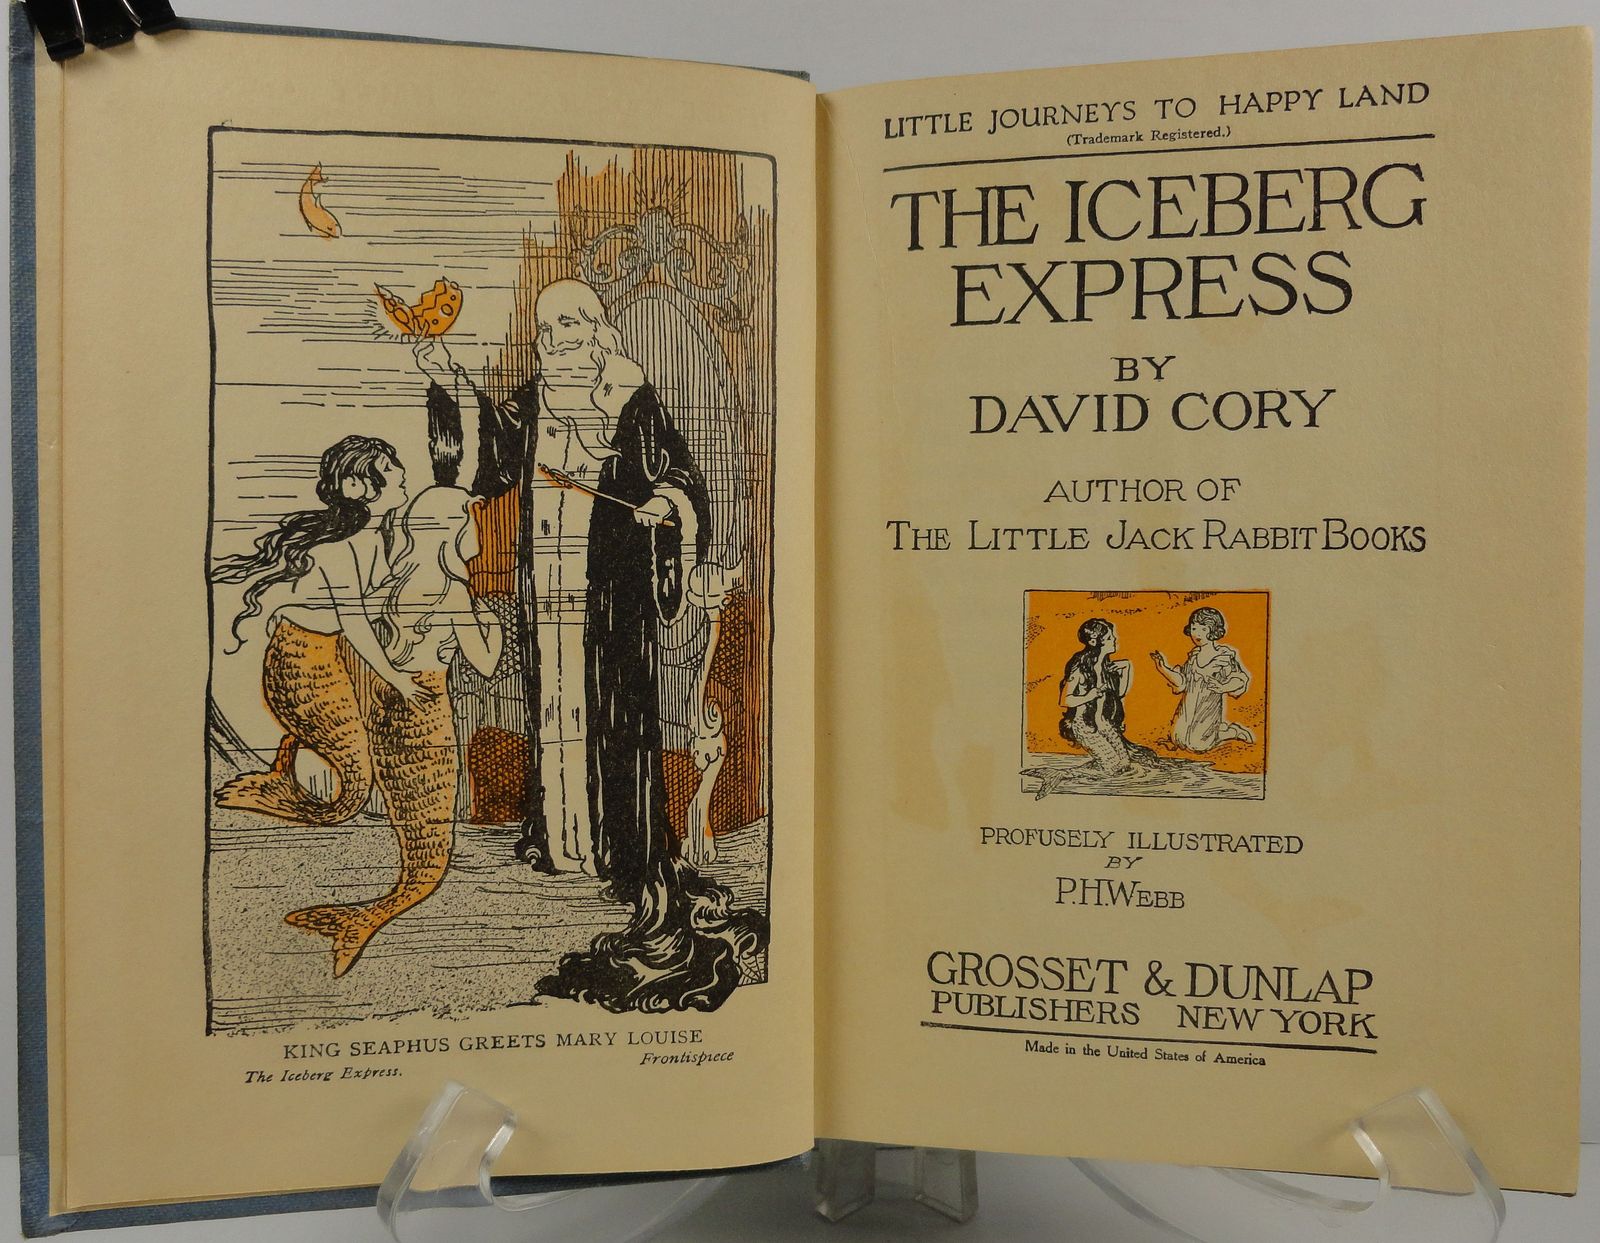 KING SEAPHUS GREETS MARY LOUISE
The Iceberg Express.
Frontispiece
LITTLE JOURNEYS TO HAPPY LAND
(Trademark Registered.)
THE ICEBERG
EXPRESS
BY
DAVID CORY
AUTHOR OF
THE LITTLE JACK RABBIT BOOKS
PROFUSELY ILLUSTRATED
BY
P.H.WEBB
GROSSET & DUNLAP
PUBLISHERS NEW YORK
Made in the United States of America